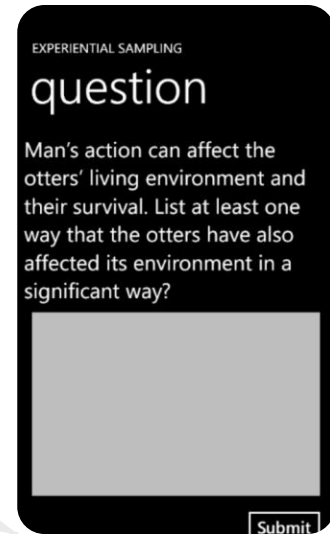 EXPERIENTIAL SAMPLING
question
Man's action can affect the
otters' living environment and
their survival. List at least one
way that the otters have also
affected its environment in a
significant way?
Submit